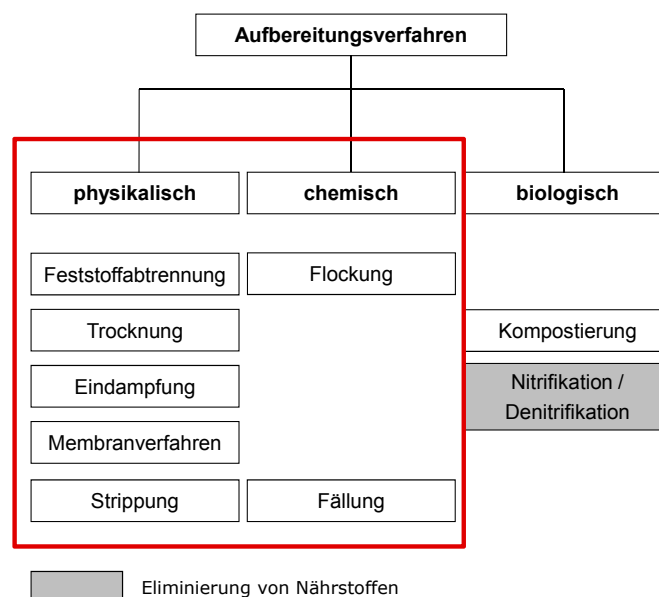 Aufbereitungsverfahren
physikalisch
chemisch
biologisch
Feststoffabtrennung
Flockung
Trocknung
Kompostierung
Eindampfung
Nitrifikation /
Denitrifikation
Membranverfahren
Strippung
Fällung
Eliminierung von Nährstoffen